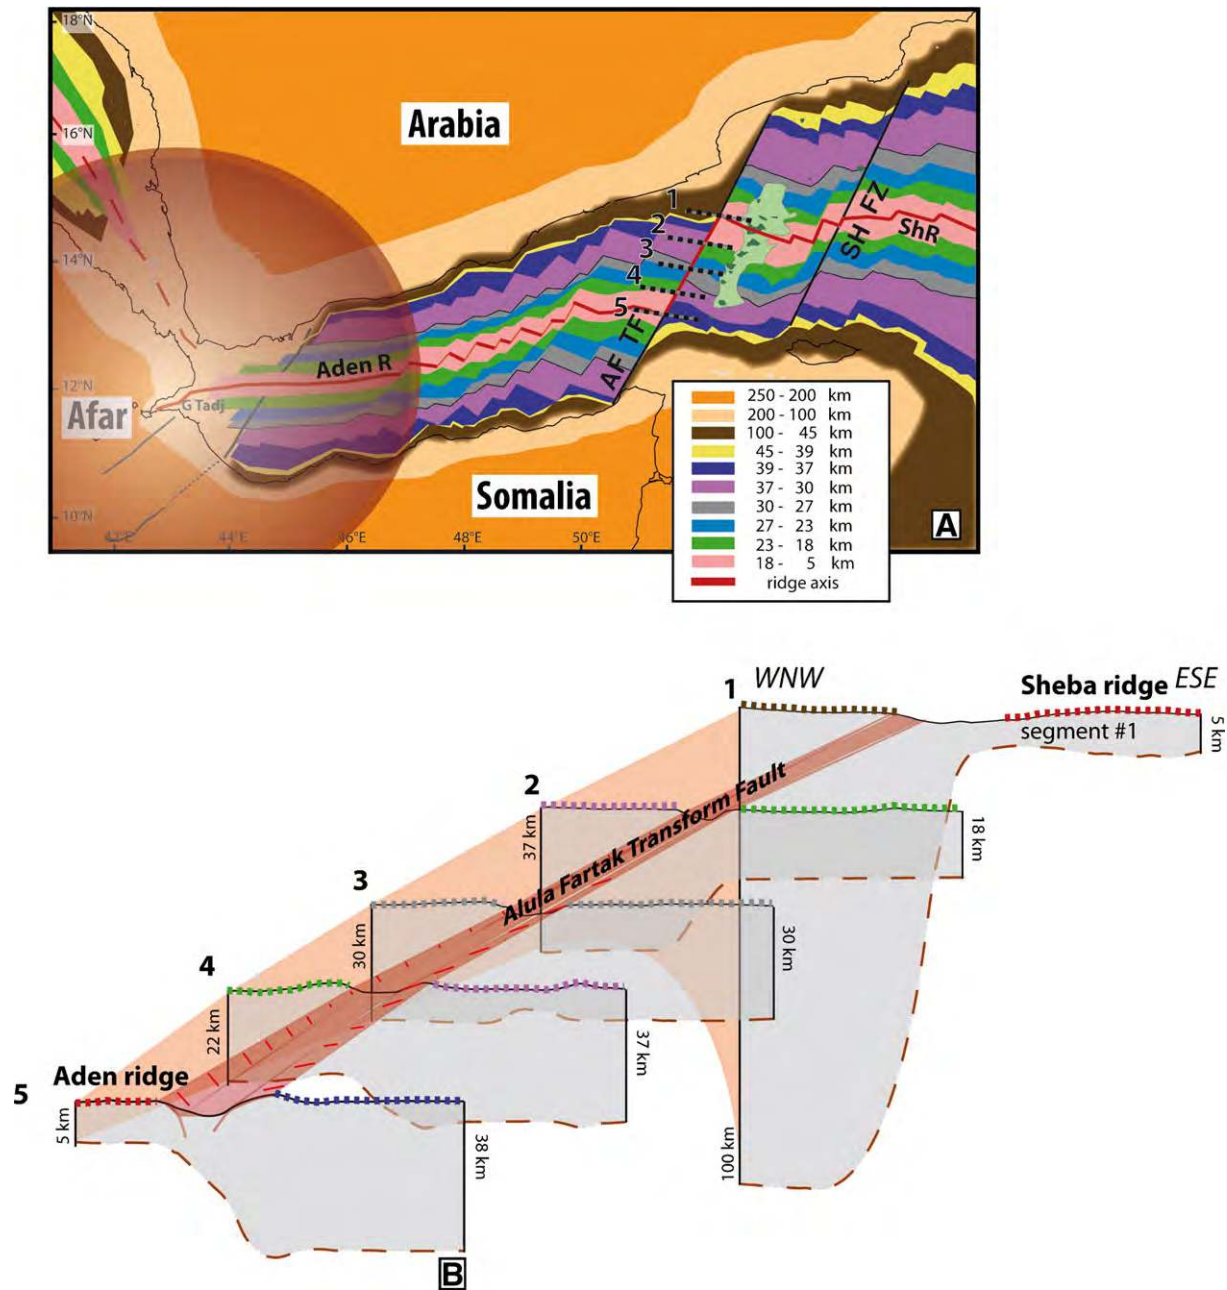 18°N
16°N
14°N
12°N
10°N
Arabia
Afar
G Tadj
Aden R
1
2
3
4
5
AF TF
SH FZ
ShR
Somalia
44°E
46°E
48°E
50°E
250 - 200 km
200 - 100 km
100 - 45 km
45 - 39 km
39 - 37 km
37 - 30 km
30 - 27 km
27 - 23 km
23 - 18 km
18 - 5 km
ridge axis
A
1
WNW
Sheba ridge
ESE
segment #1
5 km
2
37 km
18 km
Alula Fartak Transform Fault
3
30 km
30 km
4
22 km
37 km
5
Aden ridge
5 km
38 km
100 km
B